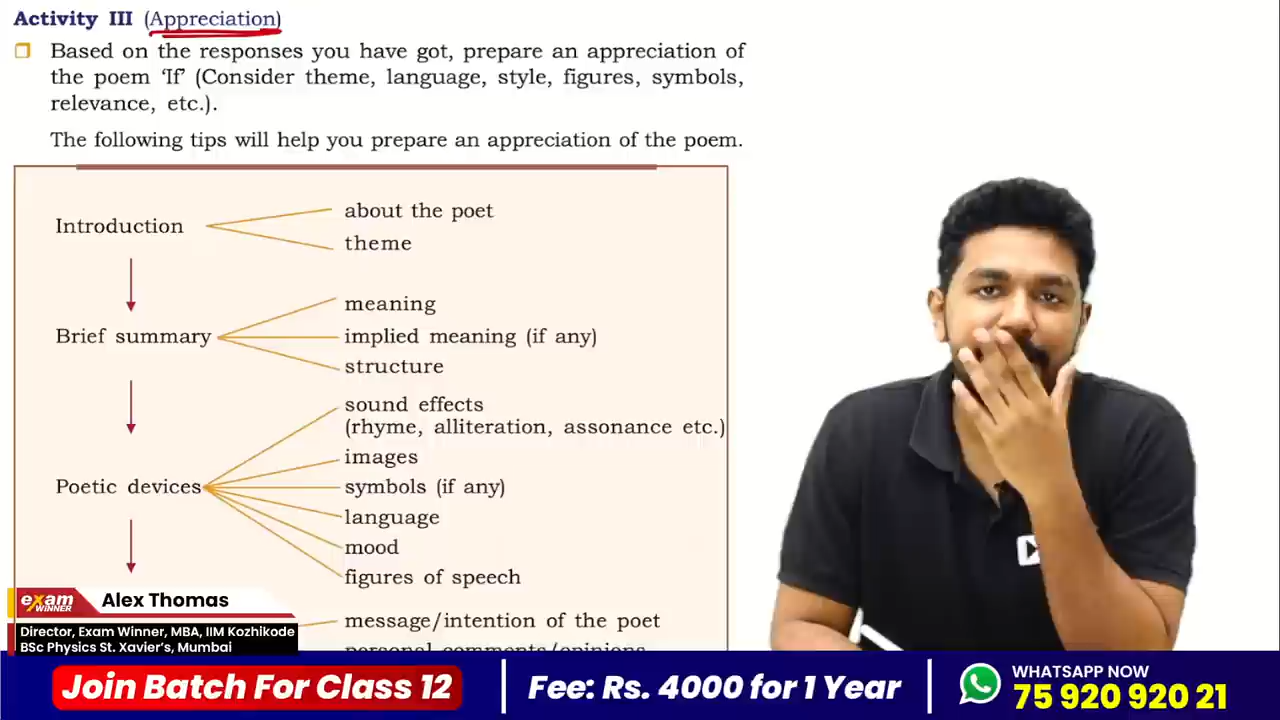 Activity III (Appreciation)
Based on the responses you have got, prepare an appreciation of
the poem ‘If’ (Consider theme, language, style, figures, symbols,
relevance, etc.).
The following tips will help you prepare an appreciation of the poem.
Introduction
about the poet
theme
Brief summary
meaning
implied meaning (if any)
structure
Poetic devices
sound effects
(rhyme, alliteration, assonance etc.)
images
symbols (if any)
language
mood
figures of speech
message/intention of the poet
personal comments/opinions
exam
WINNER
Alex Thomas
Director, Exam Winner, MBA, IIM Kozhikode
BSc Physics St. Xavier’s, Mumbai
Join Batch For Class 12
Fee: Rs. 4000 for 1 Year
WHATSAPP NOW
75 920 920 21